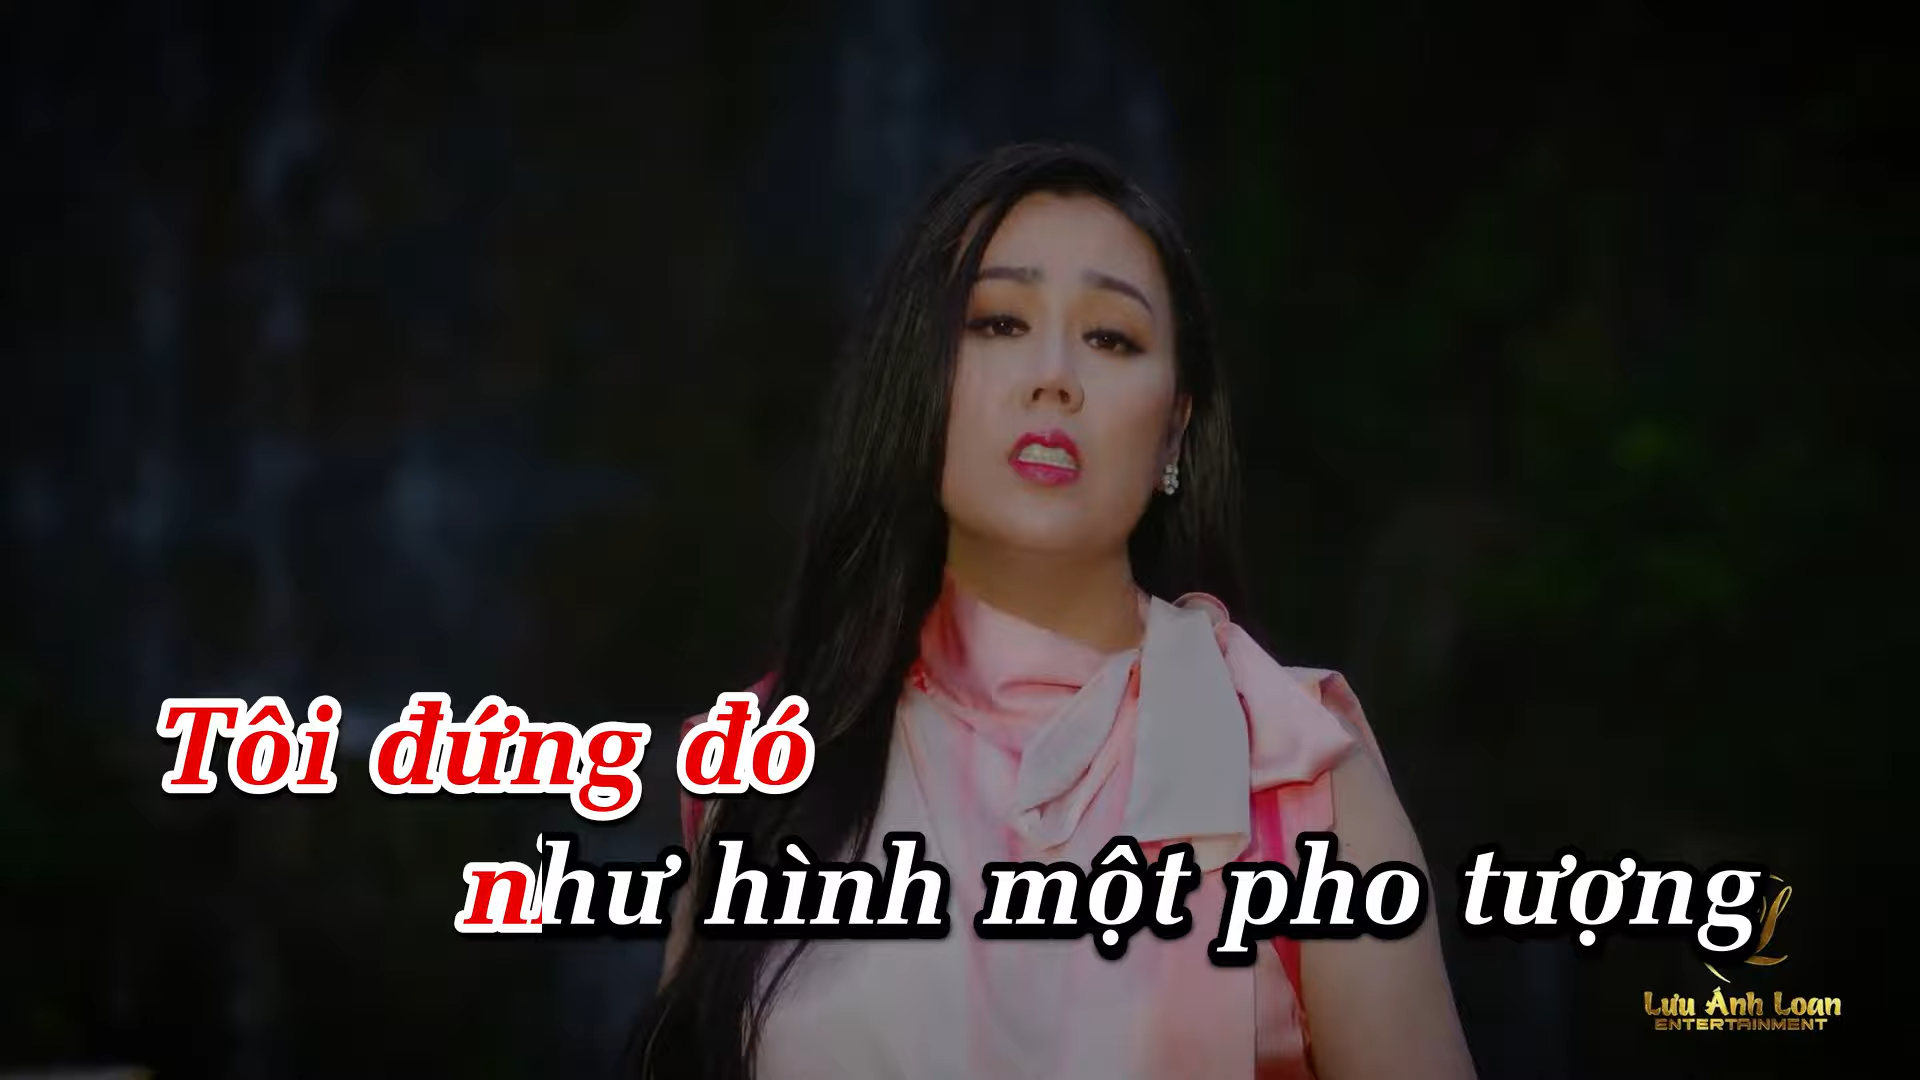 Tôi đứng đó
như hình một pho tượng
Lưu Ánh Loan
ENTERTAINMENT